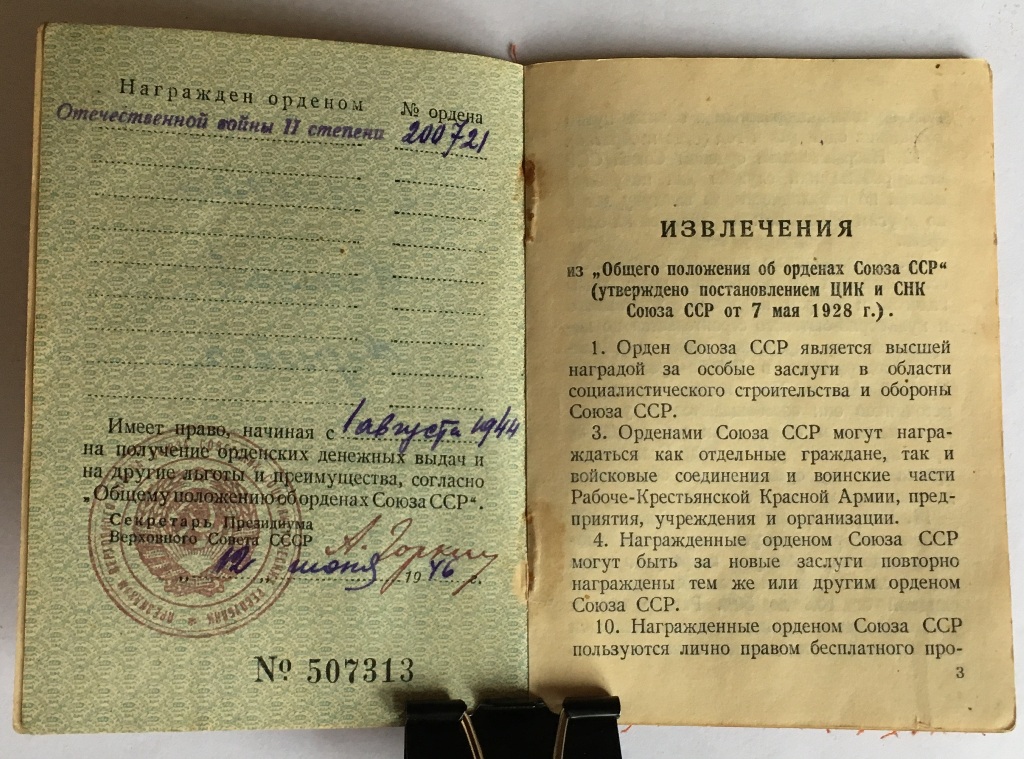 Награжден орденом № ордена
Отечественной войны II степени 200721
Имеет право, начиная с 1 августа 1944
на получение орденских денежных выдач и
на другие льготы и преимущества, согласно
„Общему положению об орденах Союза ССР“.
Секретарь Президиума
Верховного Совета СССР А. Горкин
„12„ июня 1946 г.
№ 507313
ИЗВЛЕЧЕНИЯ
из „Общего положения об орденах Союза ССР“
(утверждено постановлением ЦИК и СНК
Союза ССР от 7 мая 1928 г.).
1. Орден Союза ССР является высшей
наградой за особые заслуги в области
социалистического строительства и обороны
Союза ССР.
3. Орденами Союза ССР могут награ-
ждаться как отдельные граждане, так и
войсковые соединения и воинские части
Рабоче-Крестьянской Красной Армии, пред-
приятия, учреждения и организации.
4. Награжденные орденом Союза ССР
могут быть за новые заслуги повторно
награждены тем же или другим орденом
Союза ССР.
10. Награжденные орденом Союза ССР
пользуются лично правом бесплатного про-
3